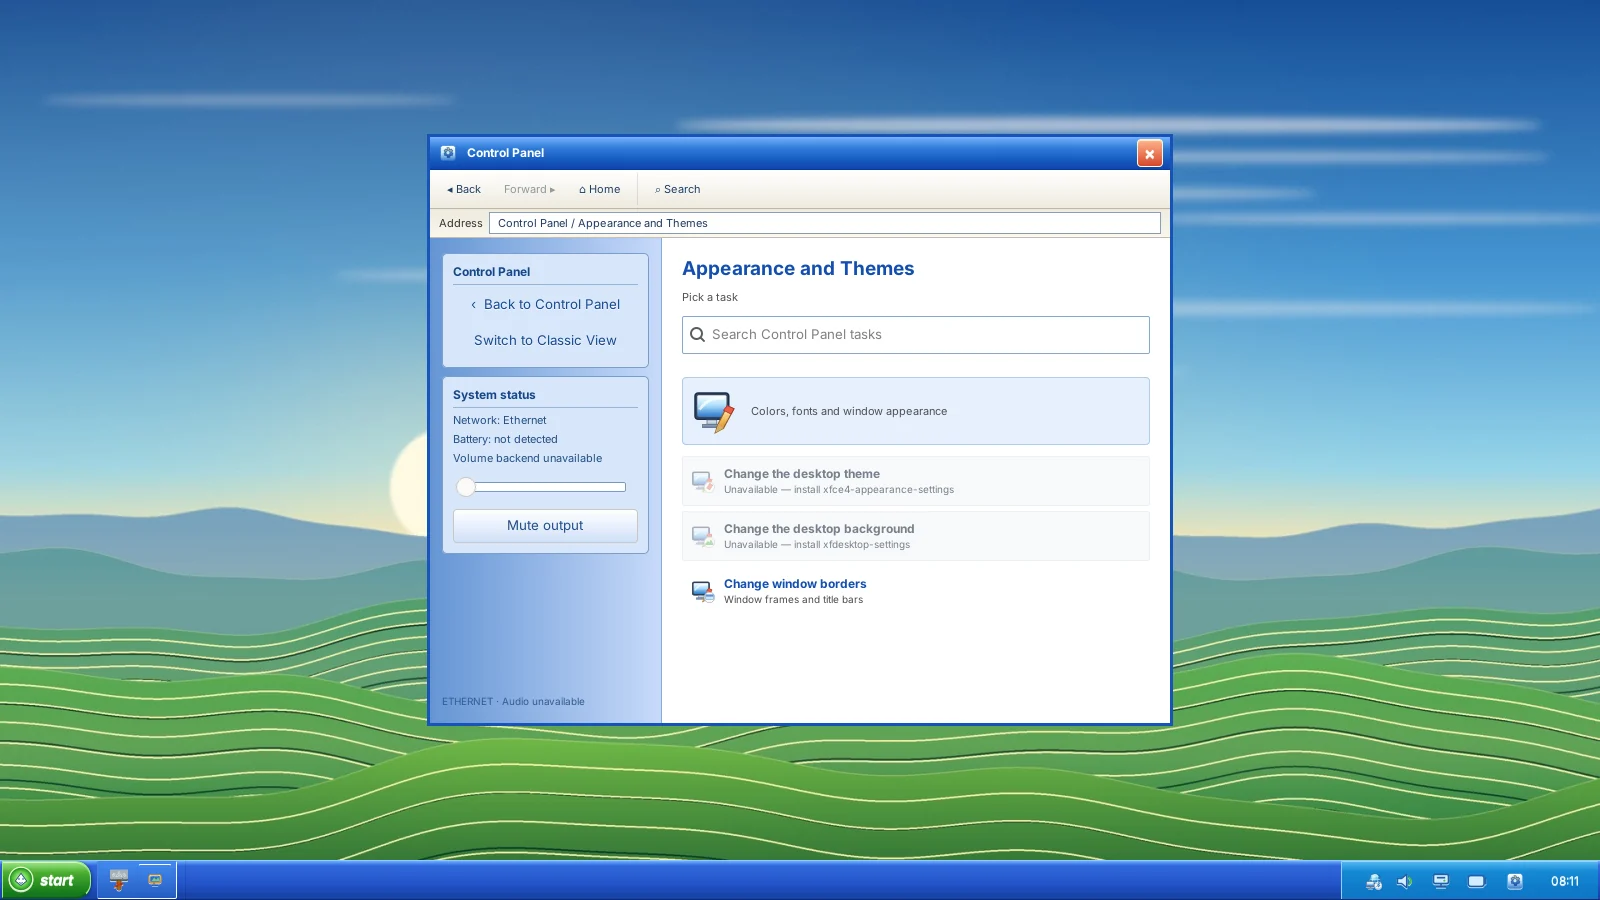 Control Panel
Back
Forward
Home
Search
Address
Control Panel / Appearance and Themes
Control Panel
‹ Back to Control Panel
Switch to Classic View
System status
Network: Ethernet
Battery: not detected
Volume backend unavailable
Mute output
ETHERNET · Audio unavailable
Appearance and Themes
Pick a task
Search Control Panel tasks
Colors, fonts and window appearance
Change the desktop theme
Unavailable — install xfce4-appearance-settings
Change the desktop background
Unavailable — install xfdesktop-settings
Change window borders
Window frames and title bars
start
08:11